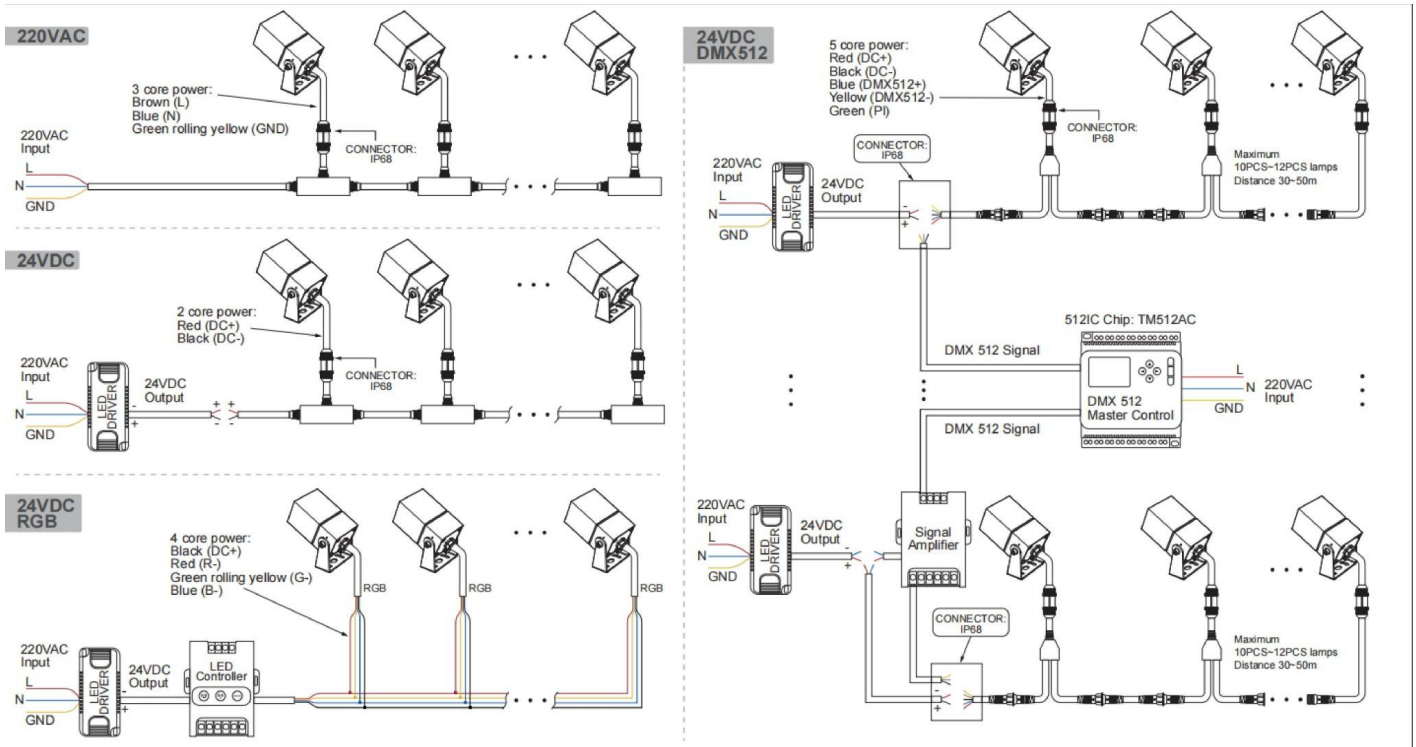 220VAC
3 core power:
Brown (L)
Blue (N)
Green rolling yellow (GND)
220VAC
Input
L
N
GND
CONNECTOR:
IP68
24VDC
2 core power:
Red (DC+)
Black (DC-)
220VAC
Input
L
N
GND
LED
DRIVER
24VDC
Output
-
+
+ +
- -
CONNECTOR:
IP68
24VDC
RGB
4 core power:
Black (DC+)
Red (R-)
Green rolling yellow (G-)
Blue (B-)
RGB
RGB
RGB
220VAC
Input
L
N
GND
LED
DRIVER
24VDC
Output
-
+
LED
Controller
24VDC
DMX512
5 core power:
Red (DC+)
Black (DC-)
Blue (DMX512+)
Yellow (DMX512-)
Green (PI)
CONNECTOR:
IP68
CONNECTOR:
IP68
220VAC
Input
L
N
GND
LED
DRIVER
24VDC
Output
-
+
Maximum
10PCS~12PCS lamps
Distance 30~50m
512IC Chip: TM512AC
DMX 512 Signal
DMX 512
Master Control
L
N
GND
220VAC
Input
DMX 512 Signal
220VAC
Input
L
N
GND
LED
DRIVER
24VDC
Output
-
+
Signal
Amplifier
CONNECTOR:
IP68
-
+
Maximum
10PCS~12PCS lamps
Distance 30~50m